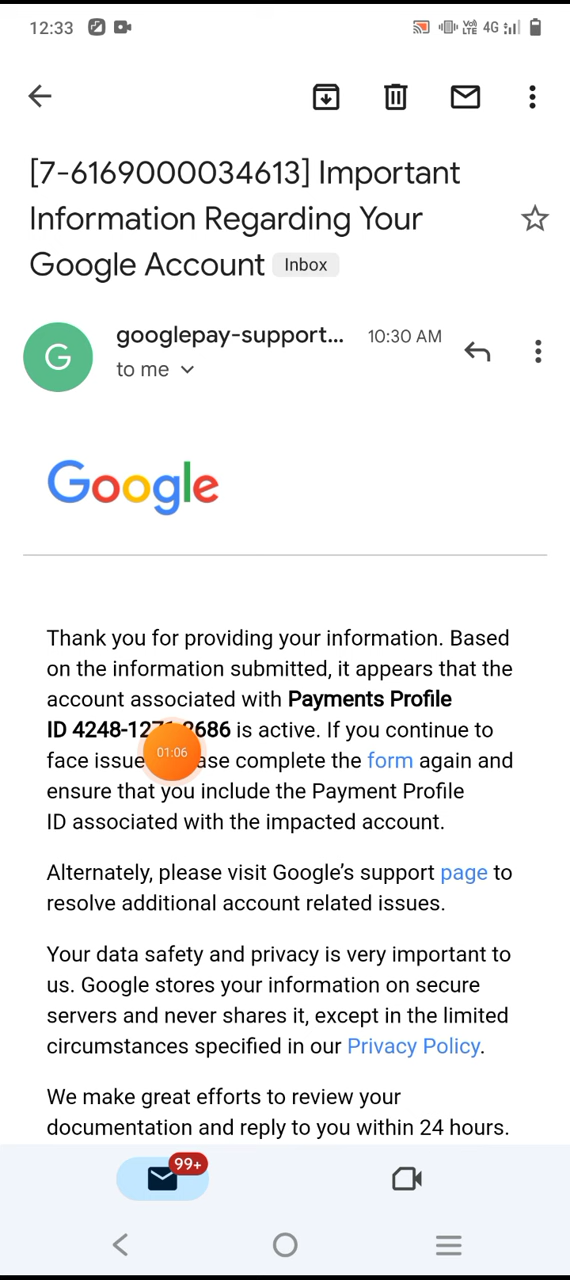 12:33
Vo)) LTE 4G
[7-6169000034613] Important
Information Regarding Your
Google Account Inbox
googlepay-support... 10:30 AM
to me
G
Google
Thank you for providing your information. Based
on the information submitted, it appears that the
account associated with Payments Profile
ID is active. If you continue to
face complete the form again and
01:06
ensure that you include the Payment Profile
ID associated with the impacted account.
Alternately, please visit Google’s support page to
resolve additional account related issues.
Your data safety and privacy is very important to
us. Google stores your information on secure
servers and never shares it, except in the limited
circumstances specified in our Privacy Policy.
We make great efforts to review your
documentation and reply to you within 24 hours.
99+